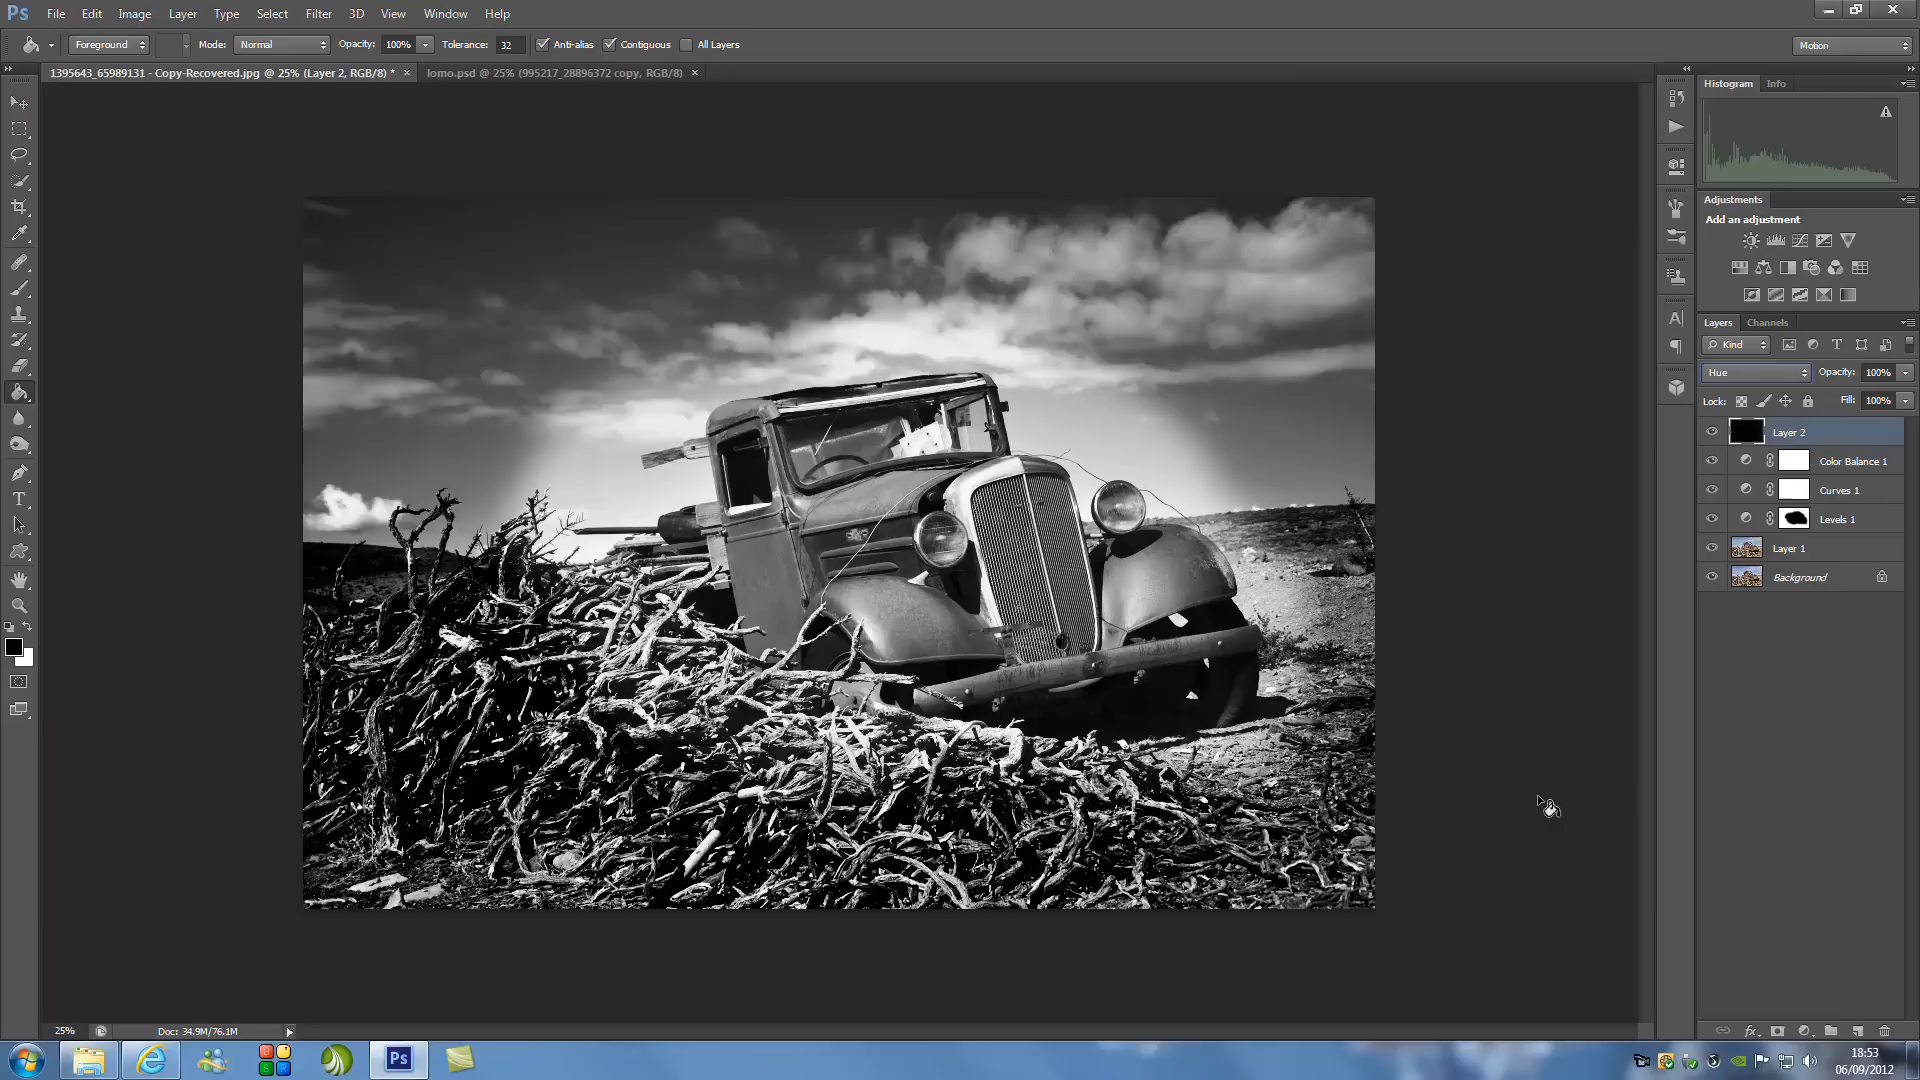 Ps File Edit Image Layer Type Select Filter 3D View Window Help
Foreground Mode: Normal Opacity: 100% Tolerance: 32 Anti-alias Contiguous All Layers Motion
1395643_65989131 - Copy-Recovered.jpg @ 25% (Layer 2, RGB/8) * × lomo.psd @ 25% (995217_28896372 copy, RGB/8) ×
Histogram Info
Adjustments
Add an adjustment
Layers Channels
Kind
Hue Opacity: 100%
Lock: Fill: 100%
Layer 2
Color Balance 1
Curves 1
Levels 1
Layer 1
Background
25% Doc: 34.9M/76.1M
Ps
18:53
06/09/2012